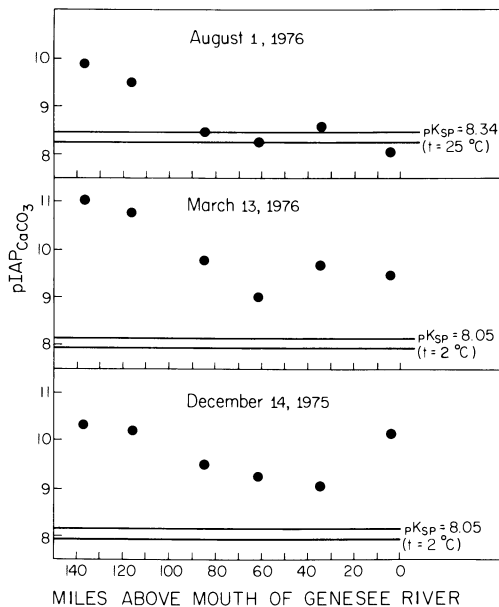 August 1, 1976
10
9
8
pKSP=8.34
(t = 25 °C)
pIAPCaCO3
March 13, 1976
11
10
9
8
pKSP=8.05
(t = 2 °C)
December 14, 1975
11
10
9
8
pKSP=8.05
(t = 2 °C)
140 120 100 80 60 40 20 0
MILES ABOVE MOUTH OF GENESEE RIVER